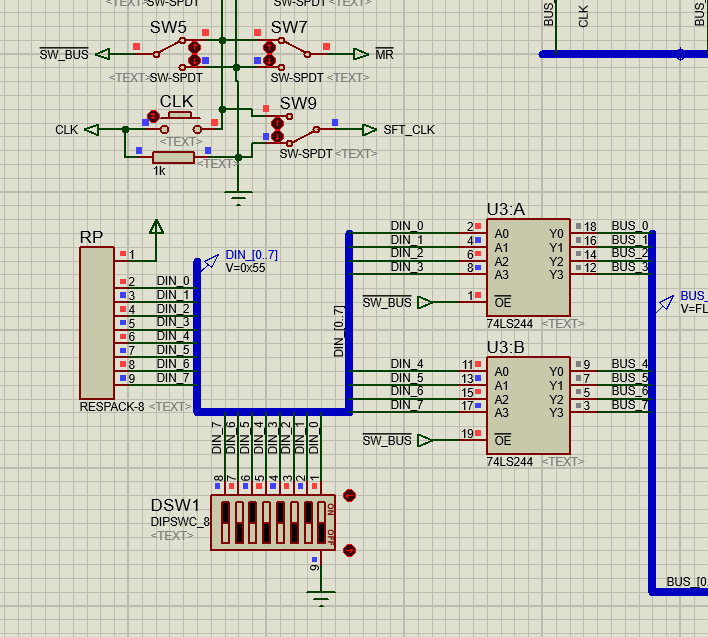 <TEXT> SW-SPDT
SW-SPDT <TEXT>
BUS_
CLK
BUS_
SW5
SW7
SW_BUS
MR
<TEXT> SW-SPDT
SW-SPDT <TEXT>
CLK
SW9
CLK
SFT_CLK
<TEXT>
SW-SPDT <TEXT>
<TEXT>
1k
RP
1
2 DIN_0
3 DIN_1
4 DIN_2
5 DIN_3
6 DIN_4
7 DIN_5
8 DIN_6
9 DIN_7
RESPACK-8 <TEXT>
DIN_[0..7]
V=0x55
DIN_[0..7]
U3:A
DIN_0 2 A0 Y0 18 BUS_0
DIN_1 4 A1 Y1 16 BUS_1
DIN_2 6 A2 Y2 14 BUS_2
DIN_3 8 A3 Y3 12 BUS_3
SW_BUS 1 OE
74LS244 <TEXT>
BUS_
V=FL
U3:B
DIN_4 11 A0 Y0 9 BUS_4
DIN_5 13 A1 Y1 7 BUS_5
DIN_6 15 A2 Y2 5 BUS_6
DIN_7 17 A3 Y3 3 BUS_7
SW_BUS 19 OE
74LS244 <TEXT>
DIN_7 DIN_6 DIN_5 DIN_4 DIN_3 DIN_2 DIN_1 DIN_0
8 7 6 5 4 3 2 1
DSW1
DIPSWC_8
<TEXT>
ON
OFF
9
BUS_[0